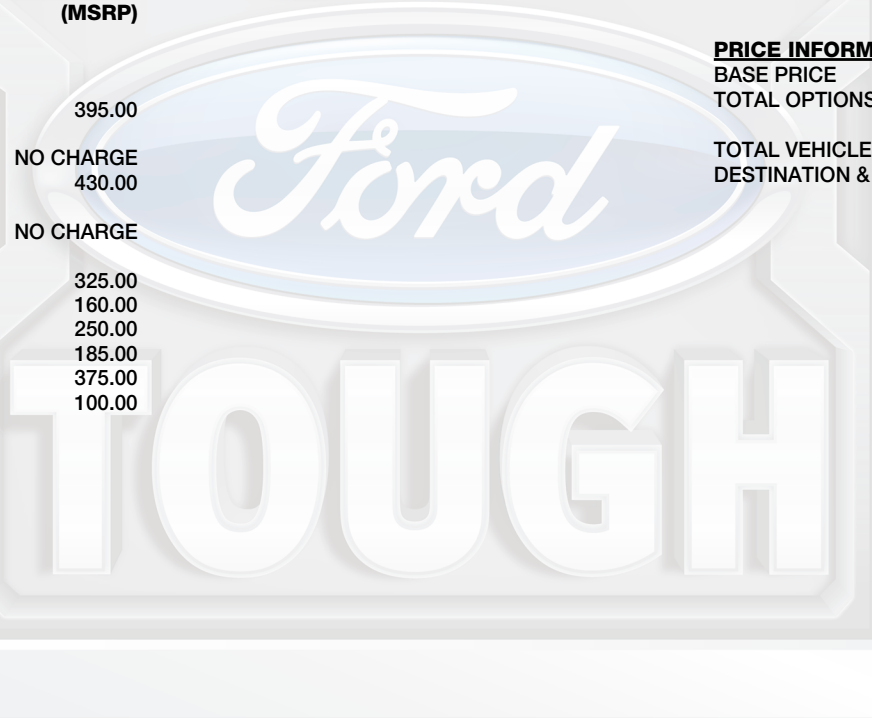 (MSRP)
395.00
NO CHARGE
430.00
NO CHARGE
325.00
160.00
250.00
185.00
375.00
100.00
PRICE INFORM
BASE PRICE
TOTAL OPTIONS
TOTAL VEHICLE
DESTINATION &
Ford
TOUGH